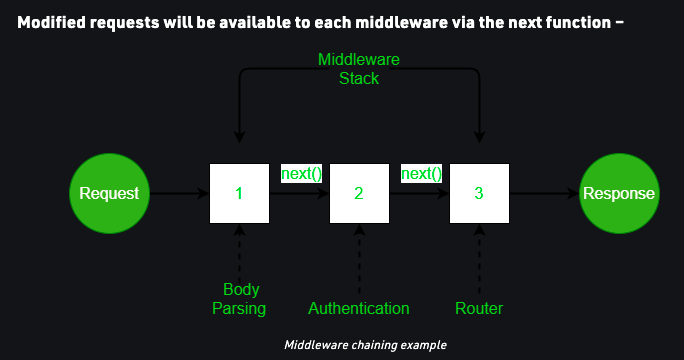 Modified requests will be available to each middleware via the next function –
Middleware
Stack
Request
1
next()
2
next()
3
Response
Body
Parsing
Authentication
Router
Middleware chaining example